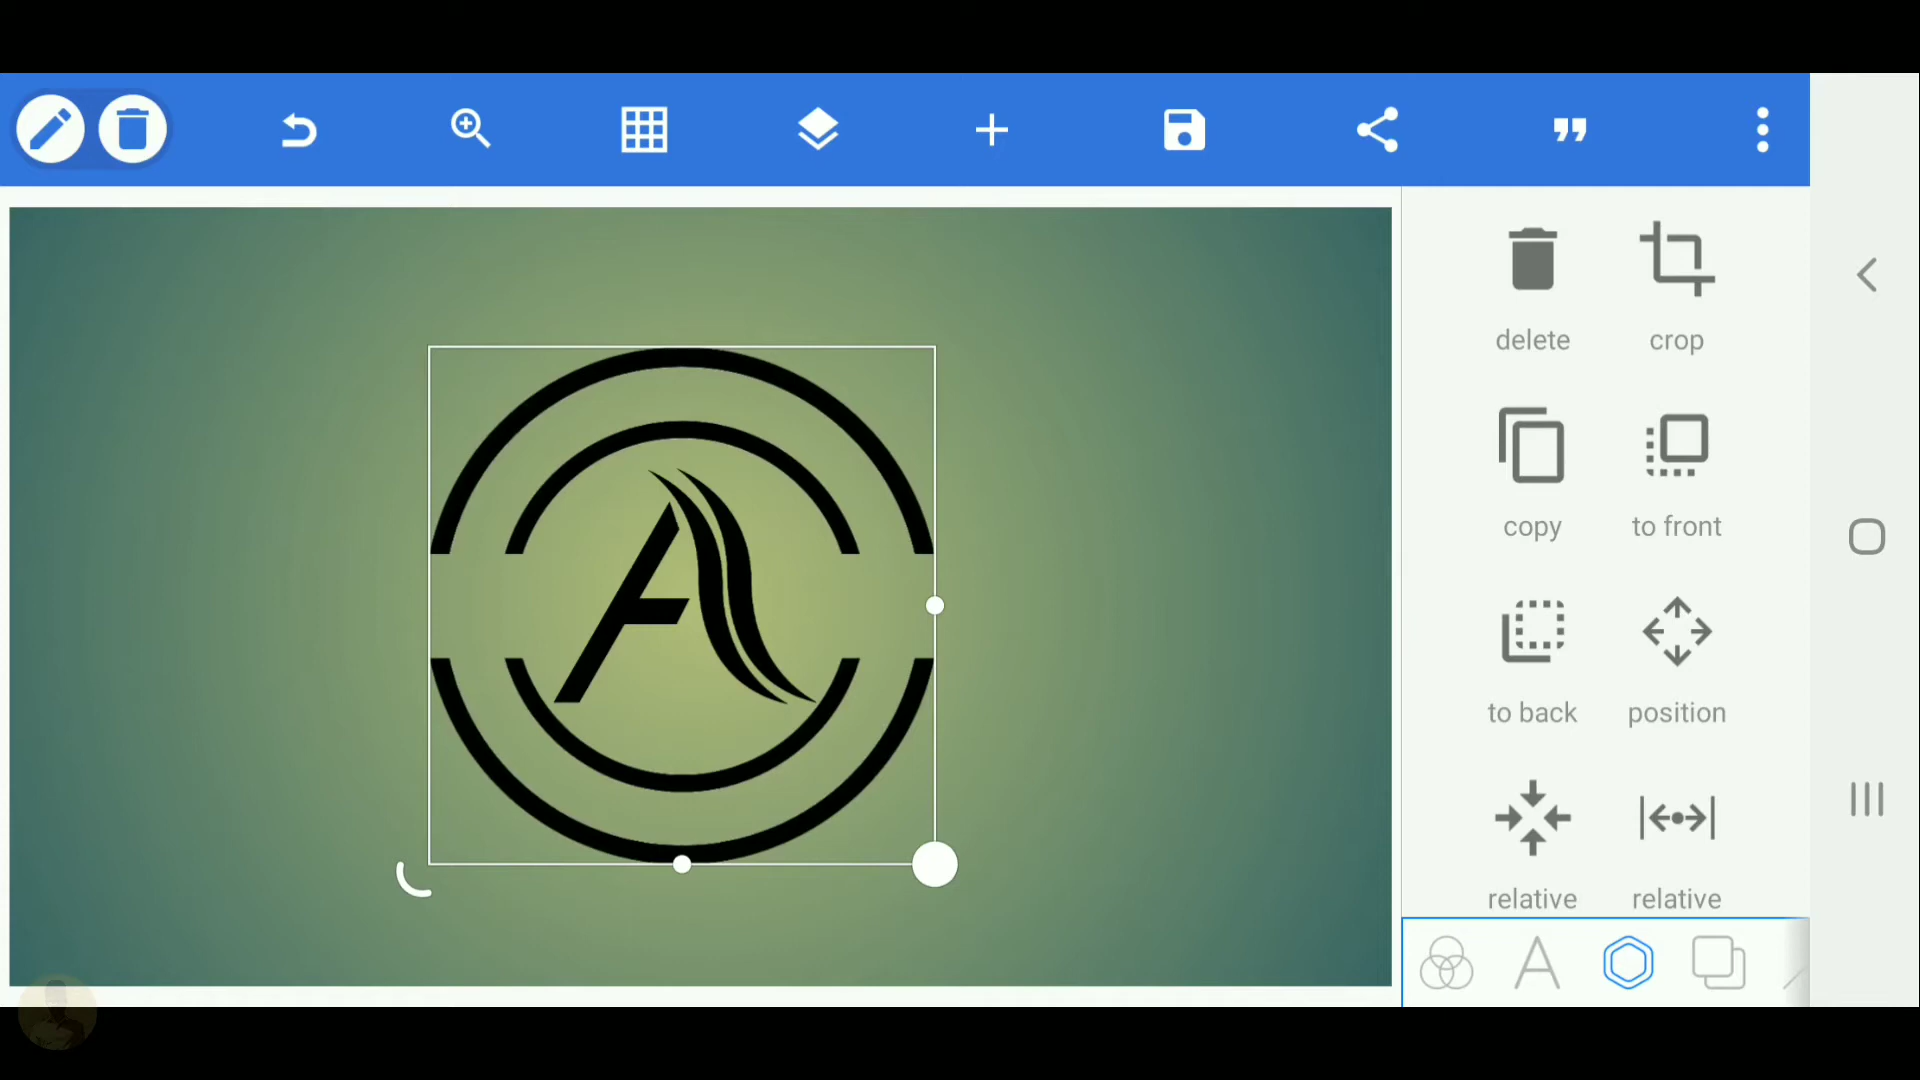 A
delete crop
copy to front
to back position
relative relative